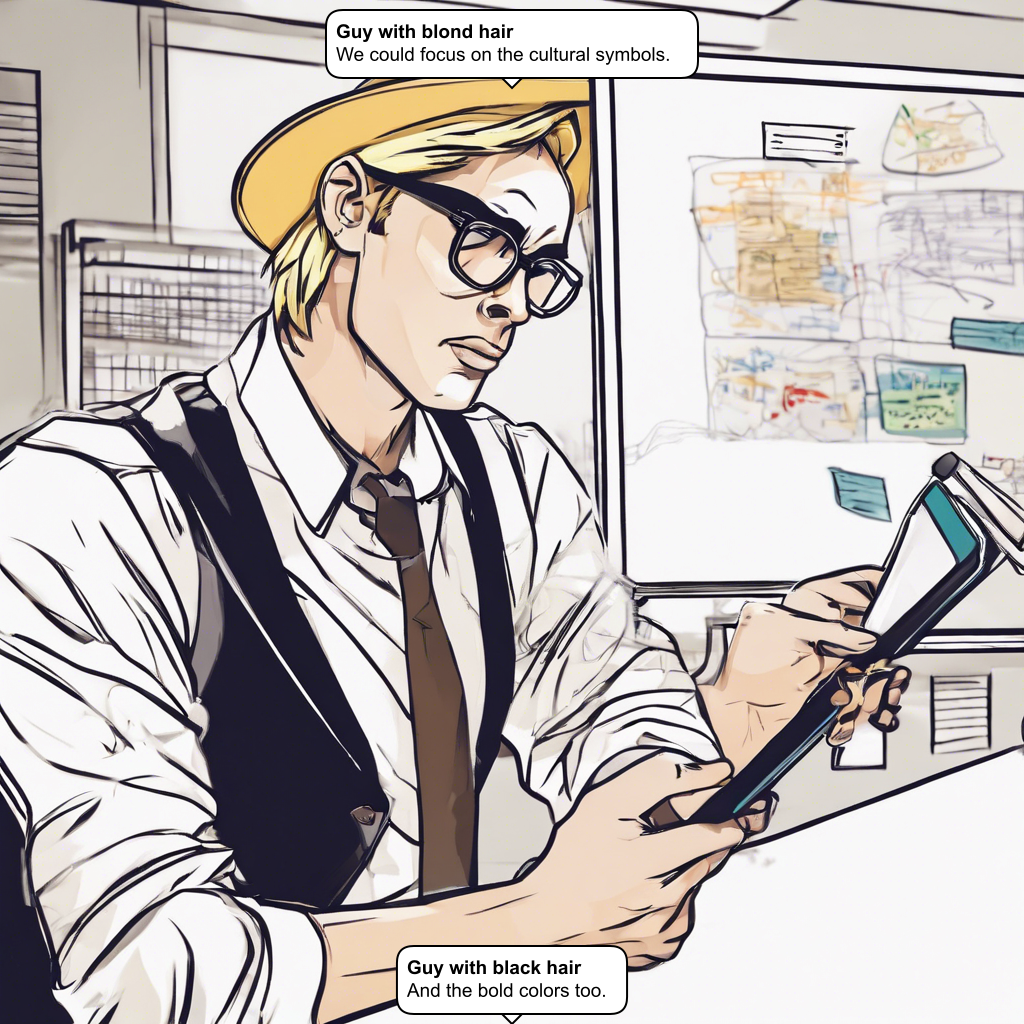 Guy with blond hair
We could focus on the cultural symbols.
Guy with black hair
And the bold colors too.